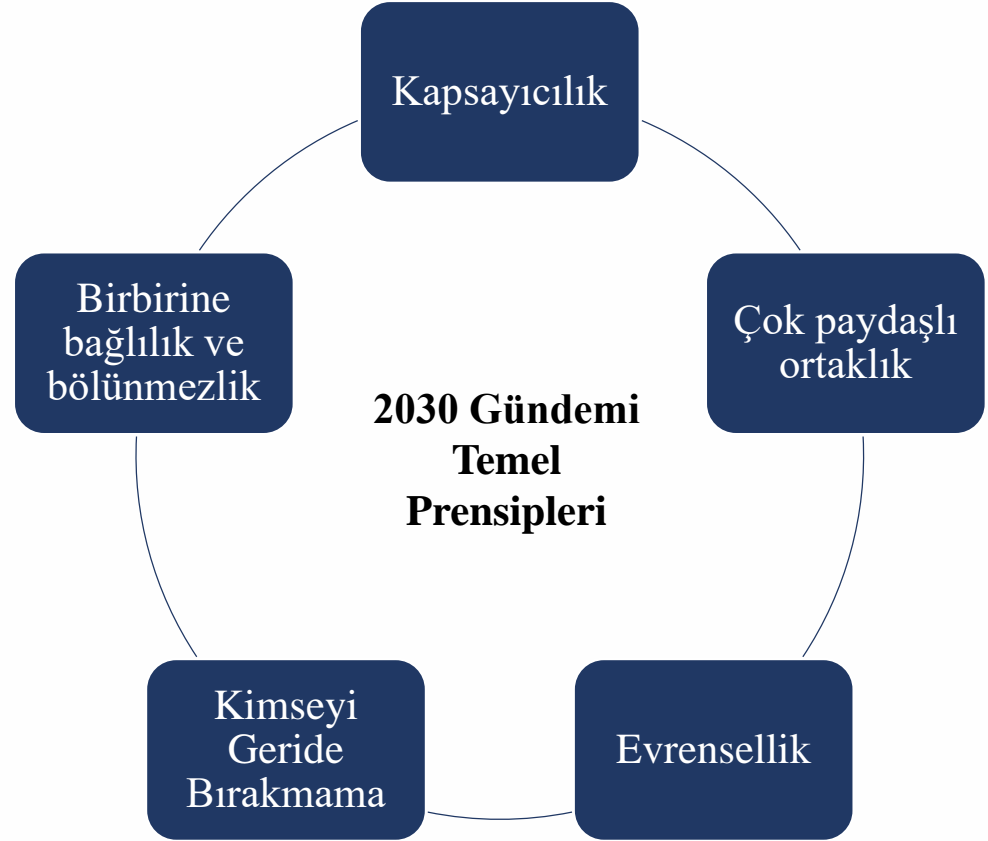 Kapsayıcılık
Çok paydaşlı
ortaklık
Evrensellik
Kimseyi
Geride
Bırakmama
Birbirine
bağlılık ve
bölünmezlik
2030 Gündemi
Temel
Prensipleri